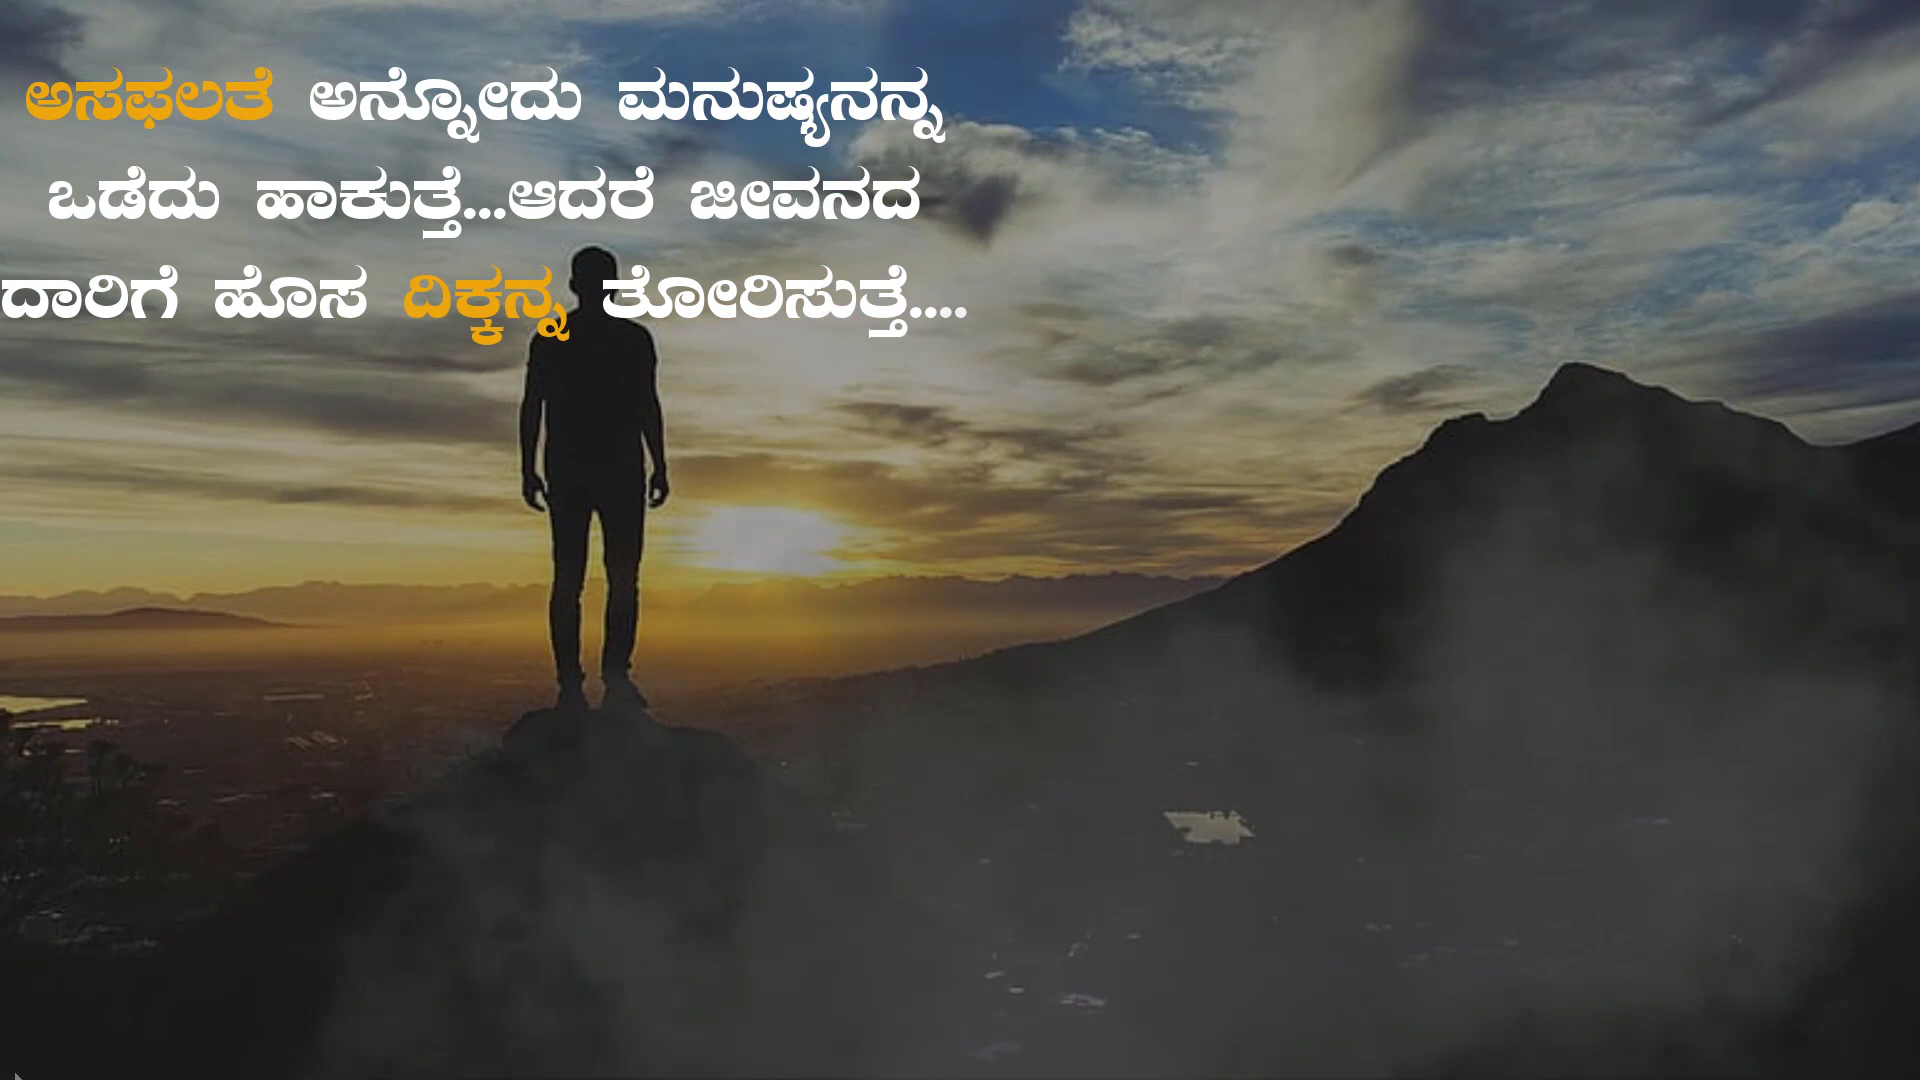 ಅಸಫಲತೆ ಅನ್ನೋದು ಮನುಷ್ಯನನ್ನ
ಒಡೆದು ಹಾಕುತ್ತೆ...ಆದರೆ ಜೀವನದ
ದಾರಿಗೆ ಹೊಸ ದಿಕ್ಕನ್ನ ತೋರಿಸುತ್ತೆ....